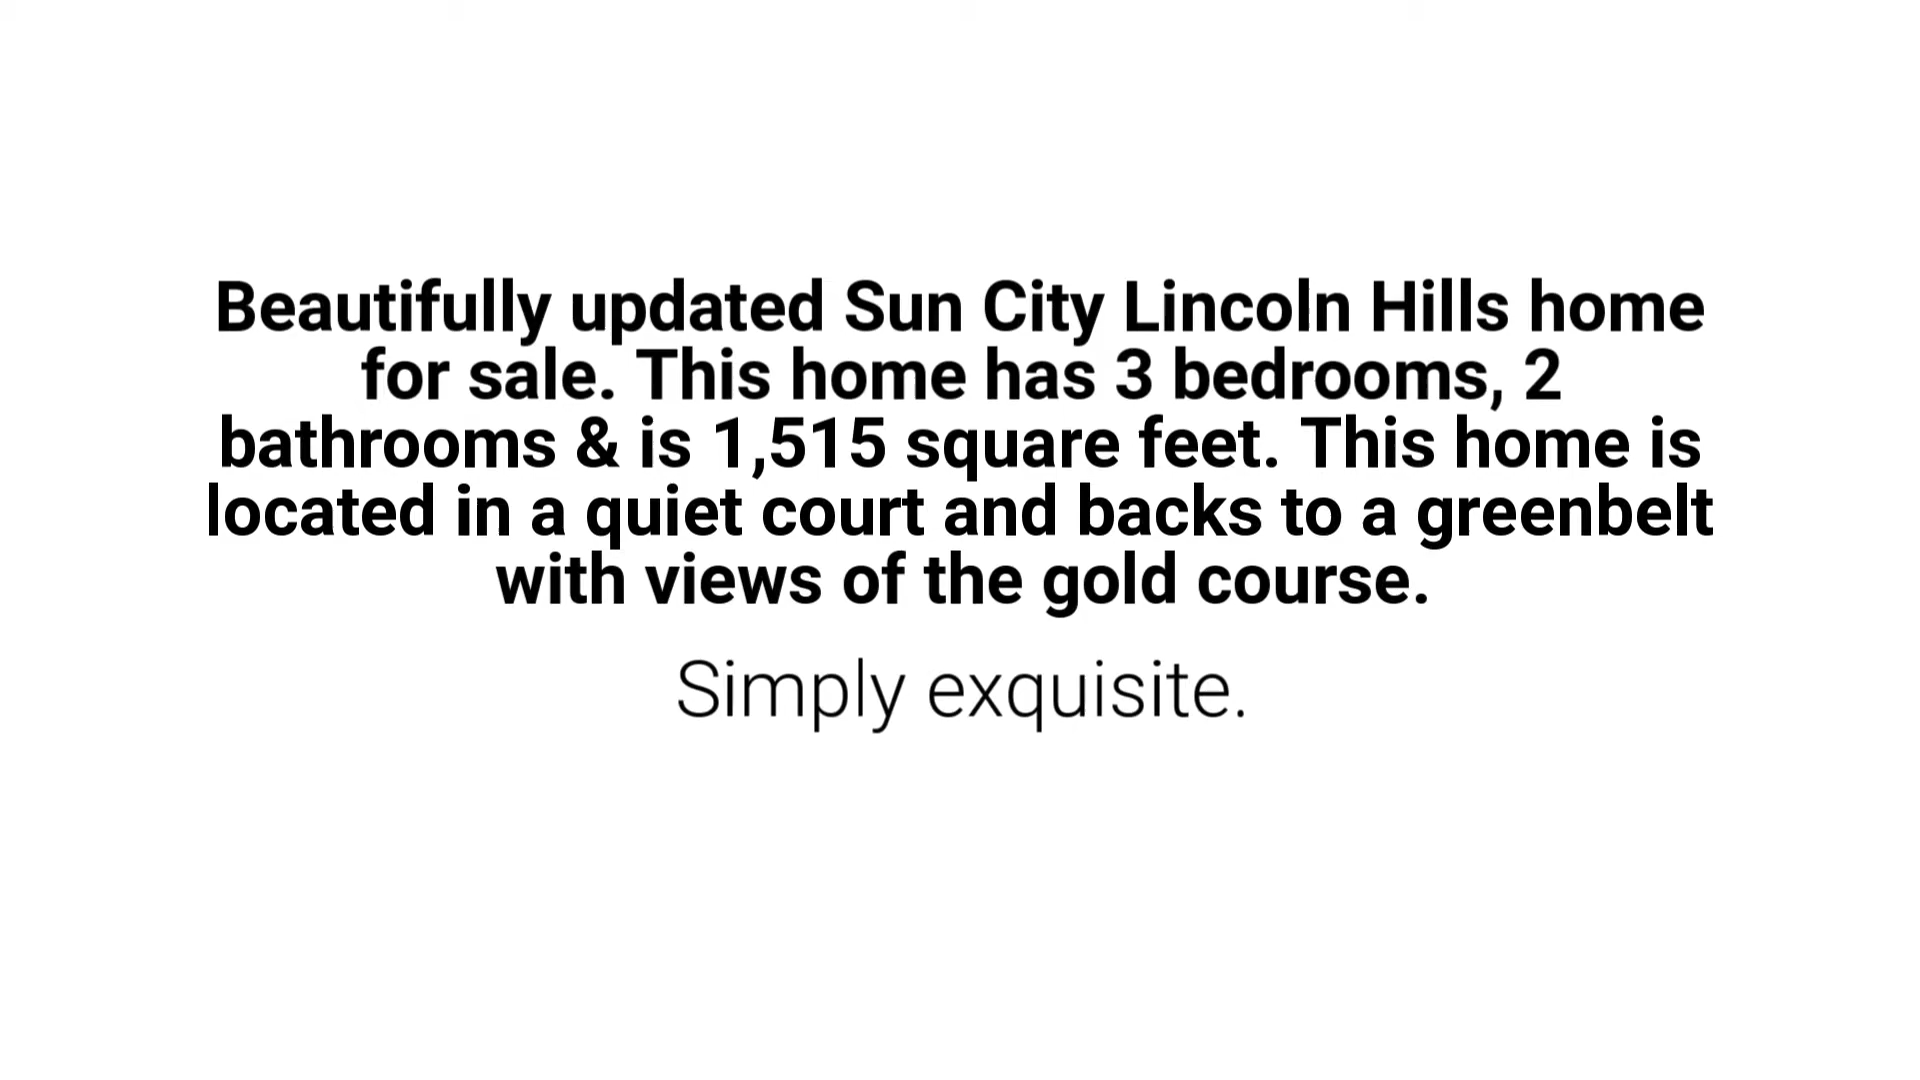 Beautifully updated Sun City Lincoln Hills home
for sale. This home has 3 bedrooms, 2
bathrooms & is 1,515 square feet. This home is
located in a quiet court and backs to a greenbelt
with views of the gold course.
Simply exquisite.